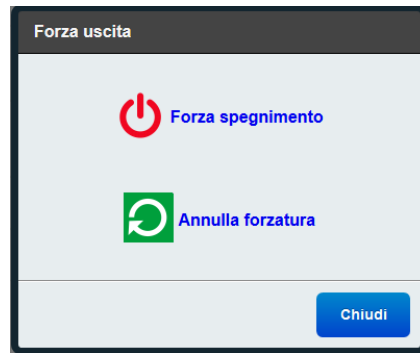 Forza uscita
Forza spegnimento
Annulla forzatura
Chiudi